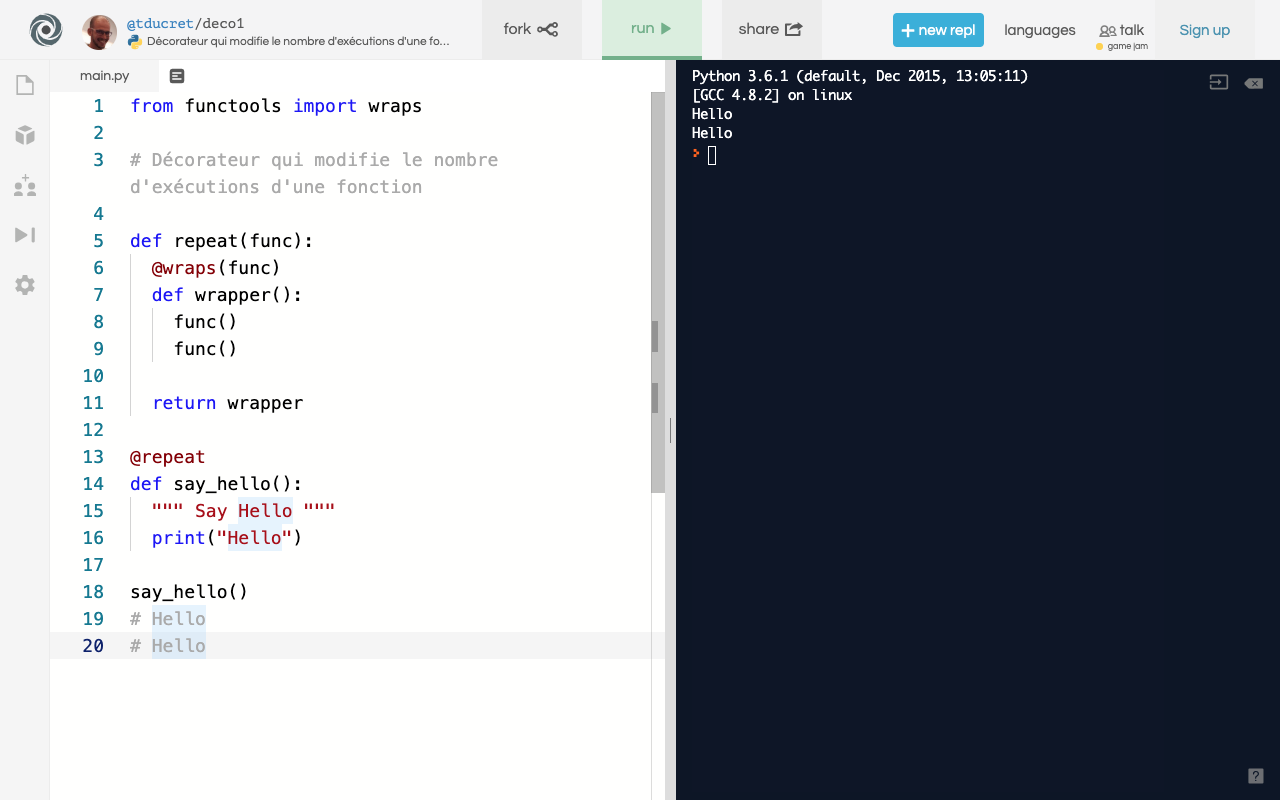 @tducret/deco1
Décorateur qui modifie le nombre d'exécutions d'une fo...
fork
run
share
+ new repl
languages
talk
game jam
Sign up
main.py
1 from functools import wraps
2
3 # Décorateur qui modifie le nombre
d'exécutions d'une fonction
4
5 def repeat(func):
6 @wraps(func)
7 def wrapper():
8 func()
9 func()
10
11 return wrapper
12
13 @repeat
14 def say_hello():
15 """ Say Hello """
16 print("Hello")
17
18 say_hello()
19 # Hello
20 # Hello
Python 3.6.1 (default, Dec 2015, 13:05:11)
[GCC 4.8.2] on linux
Hello
Hello
>
?